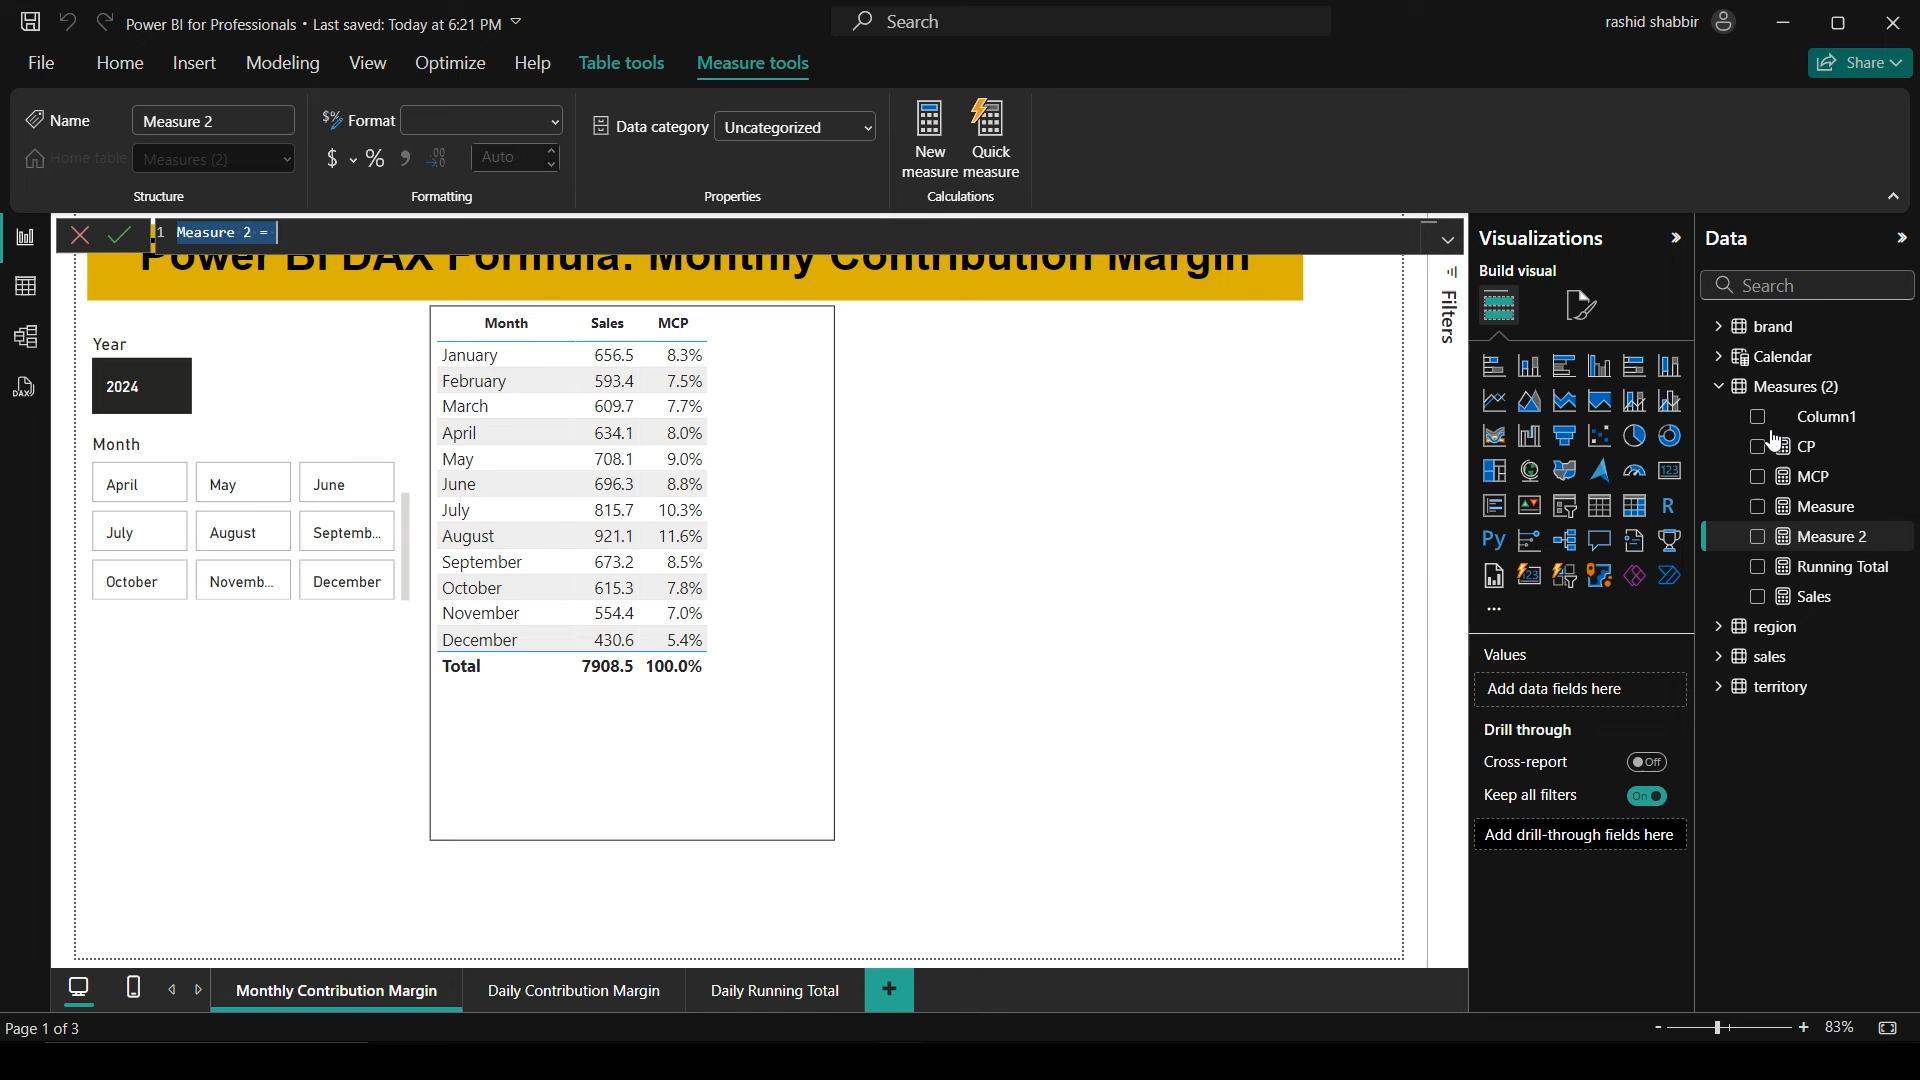 Power BI for Professionals • Last saved: Today at 6:21 PM
Search
rashid shabbir
File Home Insert Modeling View Optimize Help Table tools Measure tools
Share
Name Measure 2
Home table Measures (2)
Structure
$% Format
$ % , .00 Auto
Formatting
Data category Uncategorized
Properties
New measure
Quick measure
Calculations
1 Measure 2 =
Power BI DAX Formula: Monthly Contribution Margin
Year
2024
Month
April May June
July August Septemb...
October Novemb... December
Month Sales MCP
January 656.5 8.3%
February 593.4 7.5%
March 609.7 7.7%
April 634.1 8.0%
May 708.1 9.0%
June 696.3 8.8%
July 815.7 10.3%
August 921.1 11.6%
September 673.2 8.5%
October 615.3 7.8%
November 554.4 7.0%
December 430.6 5.4%
Total 7908.5 100.0%
Filters
Visualizations
Build visual
123
R
Py
123
...
Values
Add data fields here
Drill through
Cross-report Off
Keep all filters On
Add drill-through fields here
Data
Search
brand
Calendar
Measures (2)
Column1
CP
MCP
Measure
Measure 2
Running Total
Sales
region
sales
territory
DAX
Monthly Contribution Margin Daily Contribution Margin Daily Running Total +
Page 1 of 3
- + 83%